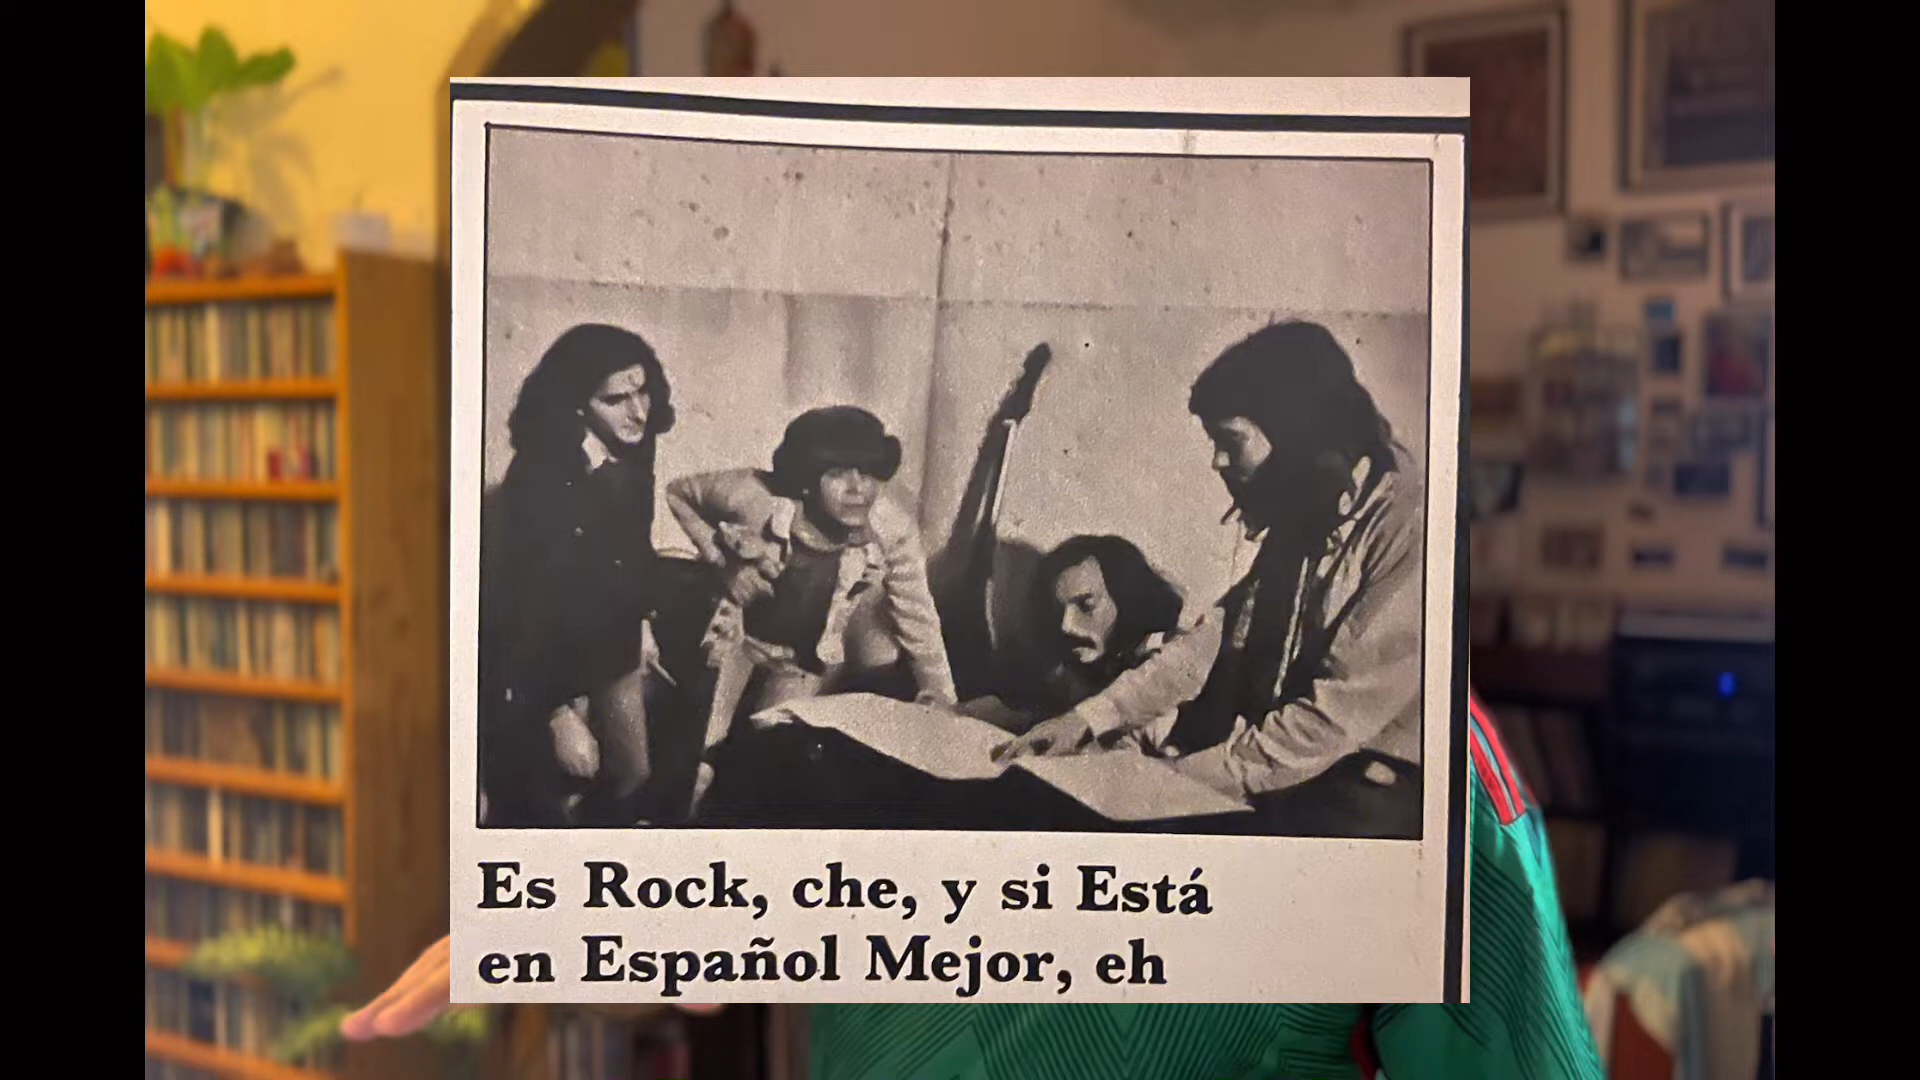 Es Rock, che, y si Está
en Español Mejor, eh